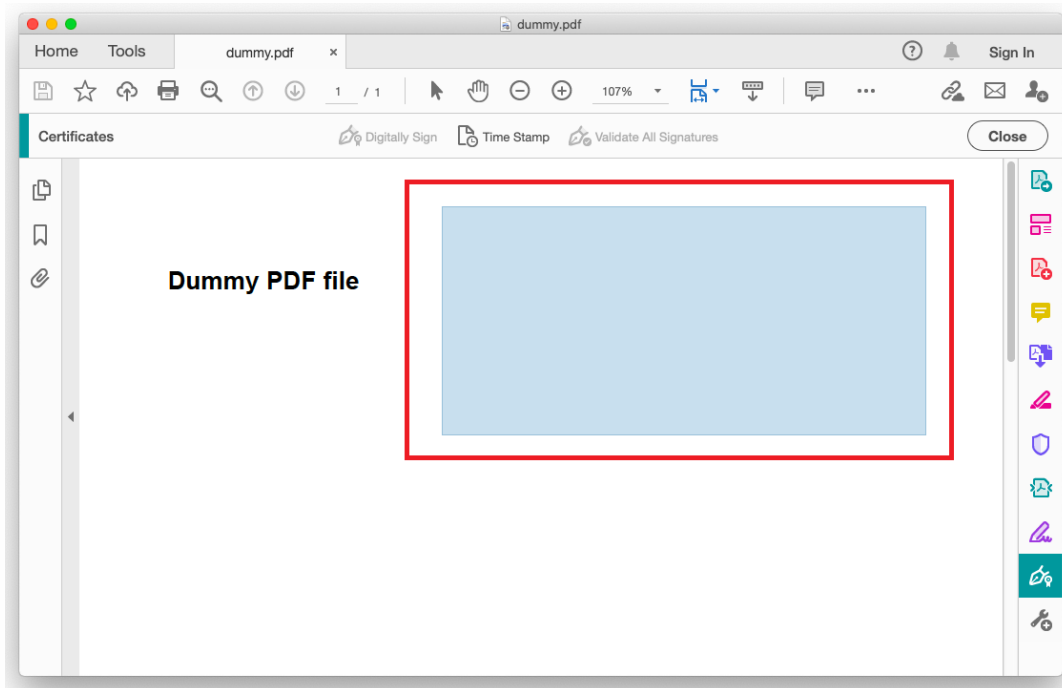 dummy.pdf
Home Tools dummy.pdf × Sign In
1 / 1 107%
Certificates Digitally Sign Time Stamp Validate All Signatures Close
Dummy PDF file